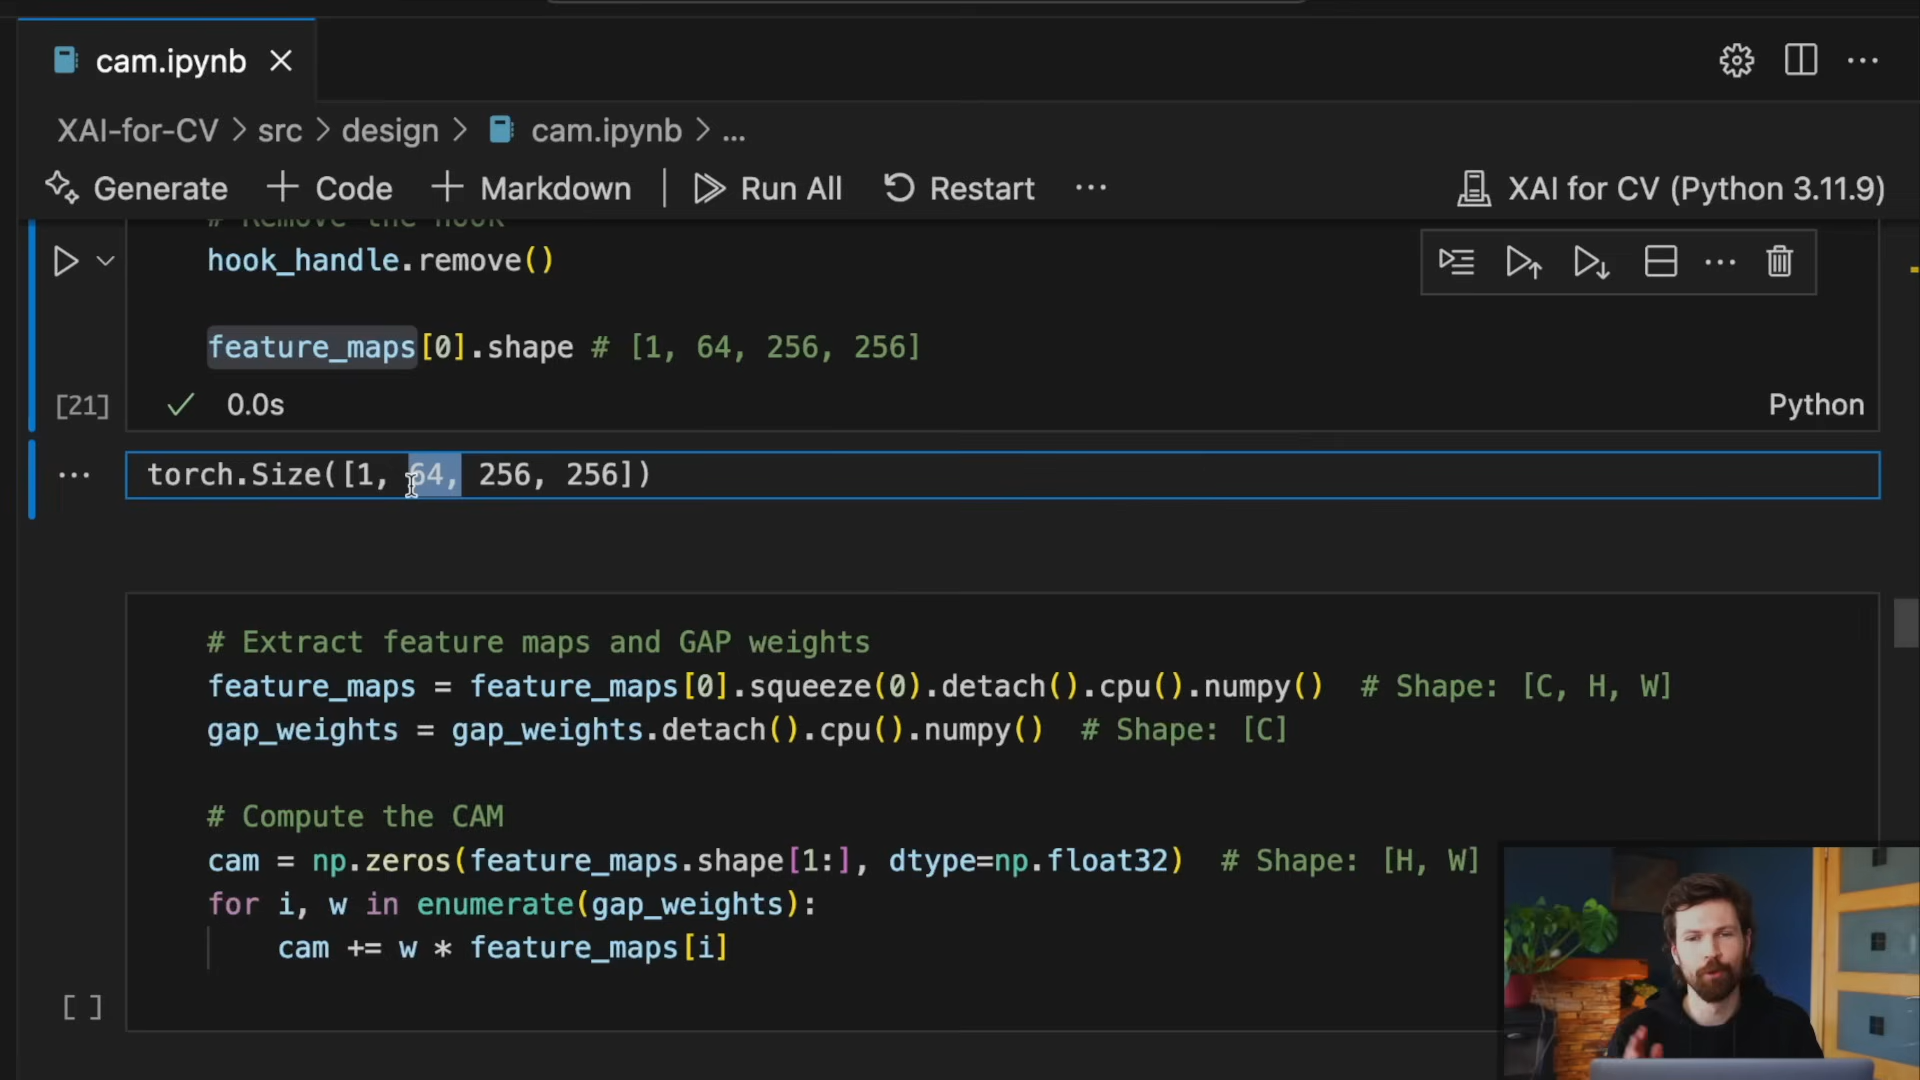 cam.ipynb
XAI-for-CV > src > design > cam.ipynb > ...
Generate + Code + Markdown | Run All Restart ... XAI for CV (Python 3.11.9)
# Remove the hook
hook_handle.remove()
feature_maps[0].shape # [1, 64, 256, 256]
[21] 0.0s Python
... torch.Size([1, 64, 256, 256])
# Extract feature maps and GAP weights
feature_maps = feature_maps[0].squeeze(0).detach().cpu().numpy() # Shape: [C, H, W]
gap_weights = gap_weights.detach().cpu().numpy() # Shape: [C]
# Compute the CAM
cam = np.zeros(feature_maps.shape[1:], dtype=np.float32) # Shape: [H, W]
for i, w in enumerate(gap_weights):
cam += w * feature_maps[i]
[ ]